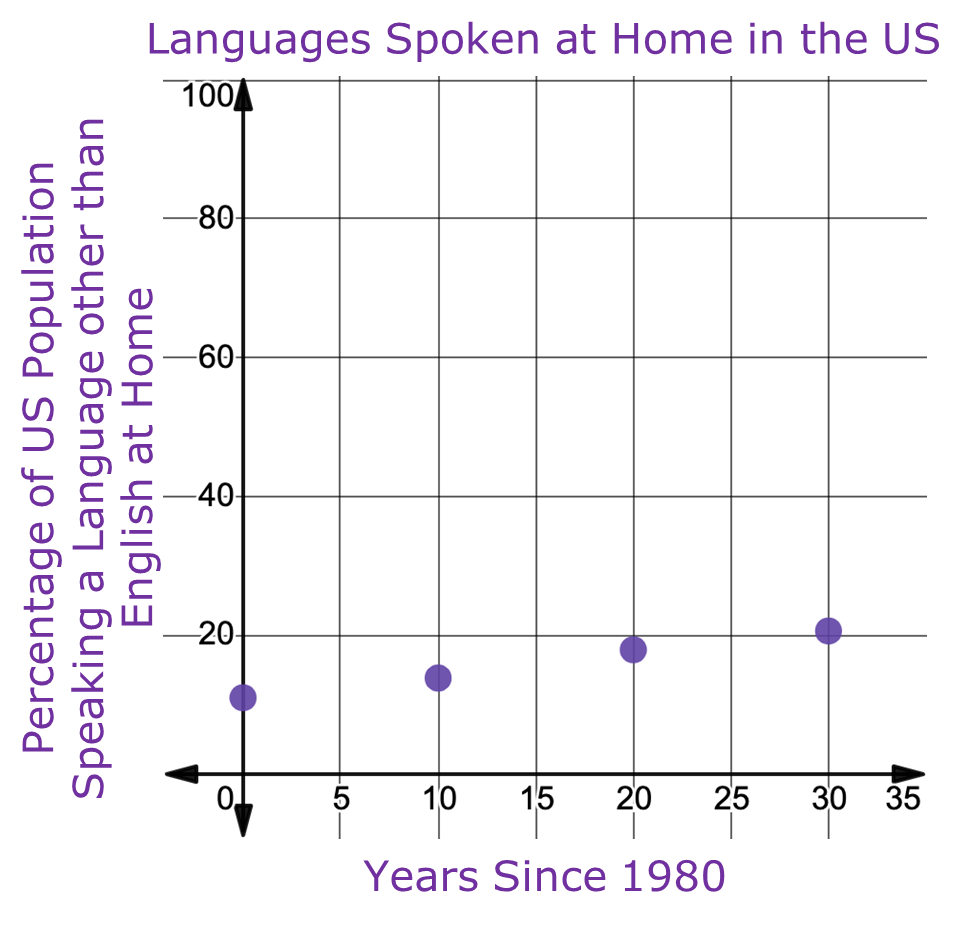 Languages Spoken at Home in the US
Percentage of US Population
Speaking a Language other than
English at Home
100
80
60
40
20
0
5
10
15
20
25
30
35
Years Since 1980